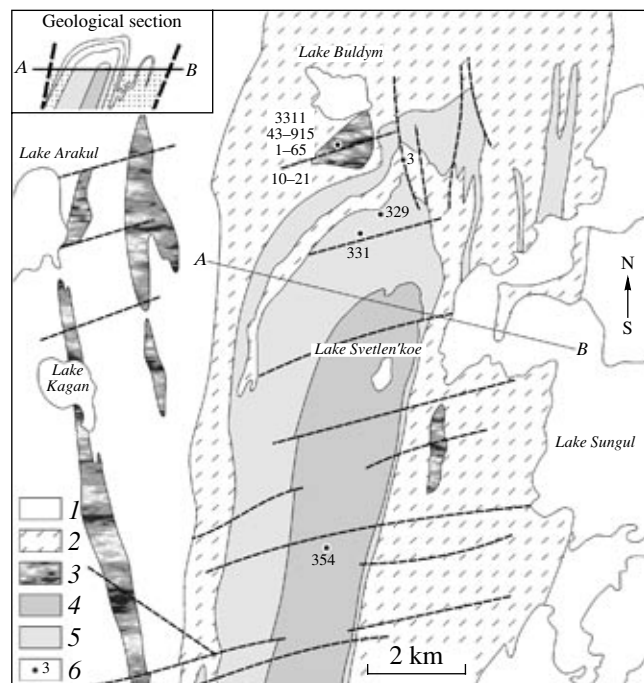 Geological section
A B
Lake Buldym
3311
43–915
1–65
10–21
3
Lake Arakul
329
331
A
N
S
Lake Svetlen'koe
B
Lake
Kagan
Lake Sungul
1
2
3
4
5
3 6
354
2 km